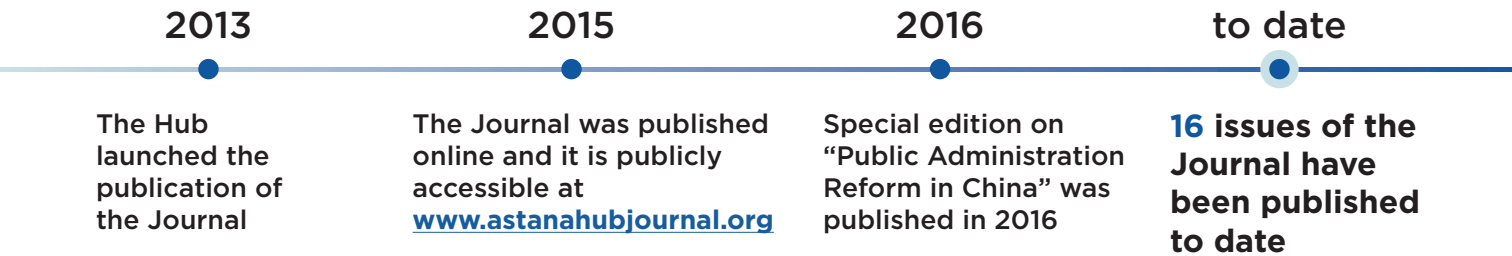 2013
The Hub
launched the
publication of
the Journal
2015
The Journal was published
online and it is publicly
accessible at
www.astanahubjournal.org
2016
Special edition on
“Public Administration
Reform in China” was
published in 2016
to date
16 issues of the
Journal have
been published
to date